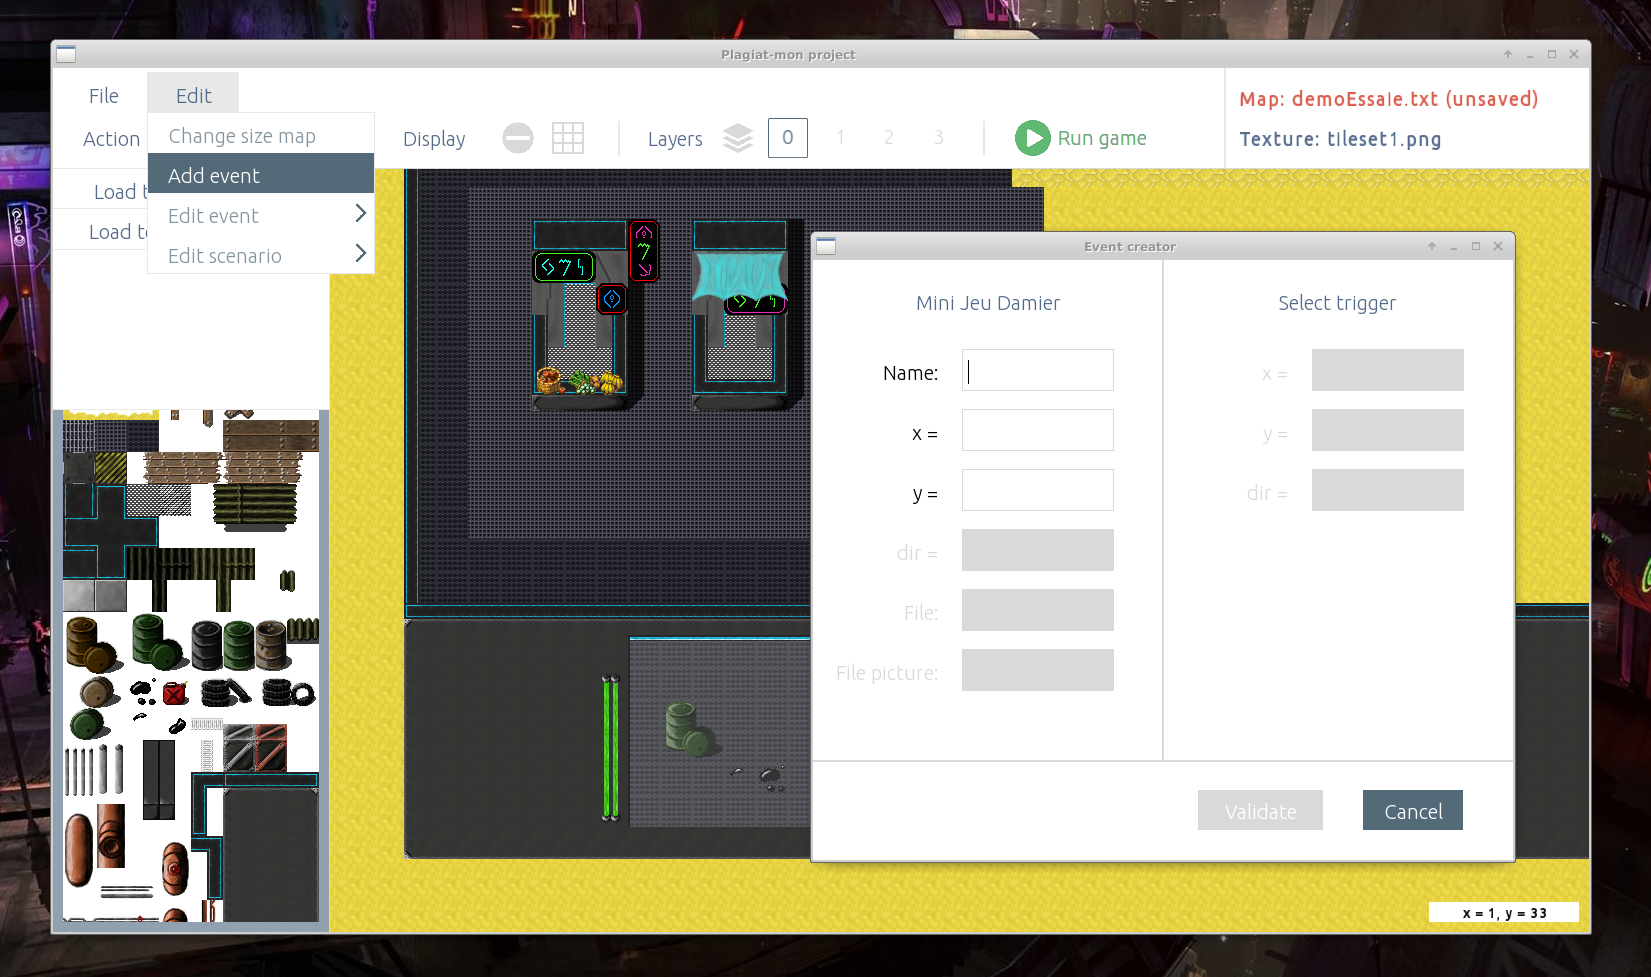 Plagiat-mon project
File Edit
Map: demoEssaie.txt (unsaved)
Action
Change size map
Display
Layers 0 1 2 3
Run game
Texture: tileset1.png
Add event
Load t
Edit event
Load te
Edit scenario
Event creator
Mini Jeu Damier
Select trigger
Name:
x =
x =
y =
y =
dir =
dir =
File:
File picture:
Validate
Cancel
x = 1, y = 33